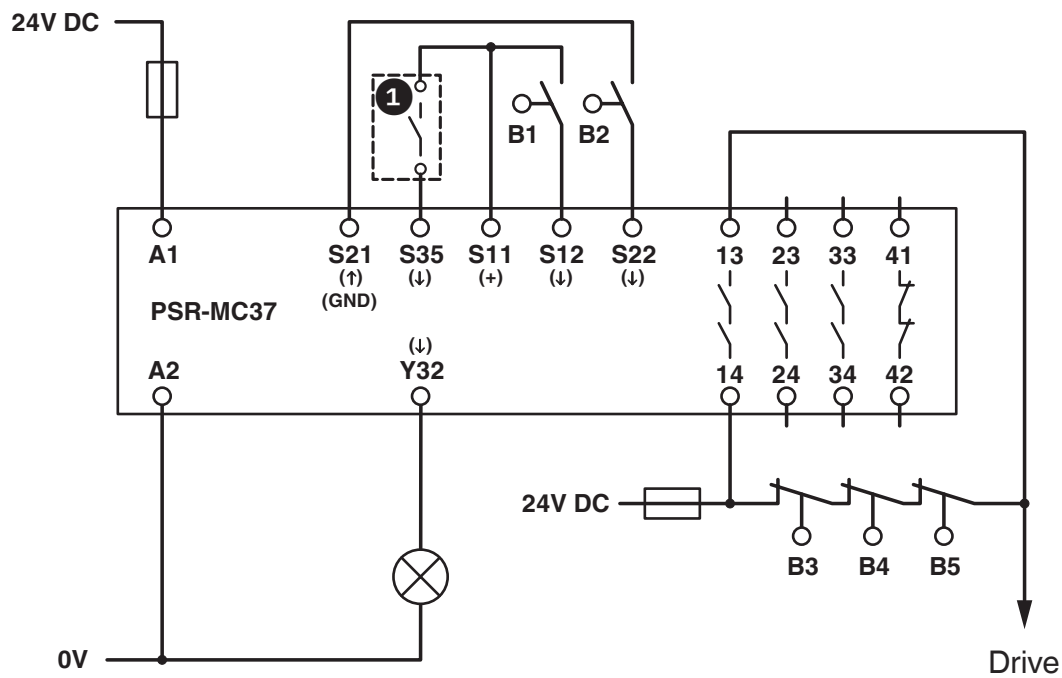 24V DC
1
B1 B2
A1 S21 S35 S11 S12 S22 13 23 33 41
(↑) (↓) (+) (↓) (↓)
(GND)
PSR-MC37
(↓)
A2 Y32 14 24 34 42
24V DC
B3 B4 B5
0V
Drive